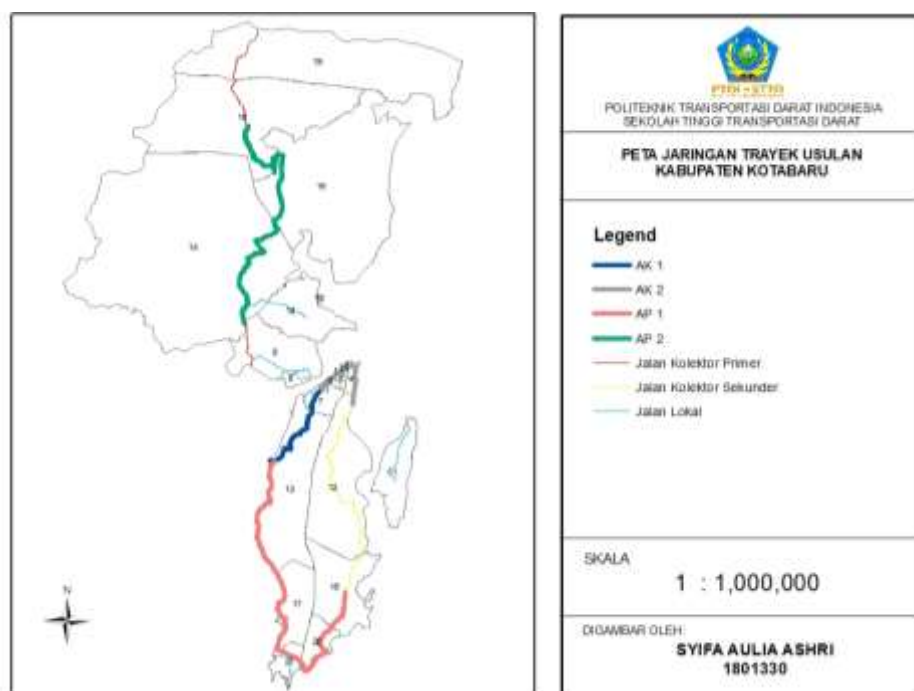 PTDI - STTD
POLITEKNIK TRANSPORTASI DARAT INDONESIA
SEKOLAH TINGGI TRANSPORTASI DARAT
PETA JARINGAN TRAYEK USULAN
KABUPATEN KOTABARU
Legend
AK 1
AK 2
AP 1
AP 2
Jalan Kolektor Primer
Jalan Kolektor Sekunder
Jalan Lokal
SKALA
1 : 1,000,000
DIGAMBAR OLEH:
SYIFA AULIA ASHRI
1801330
N